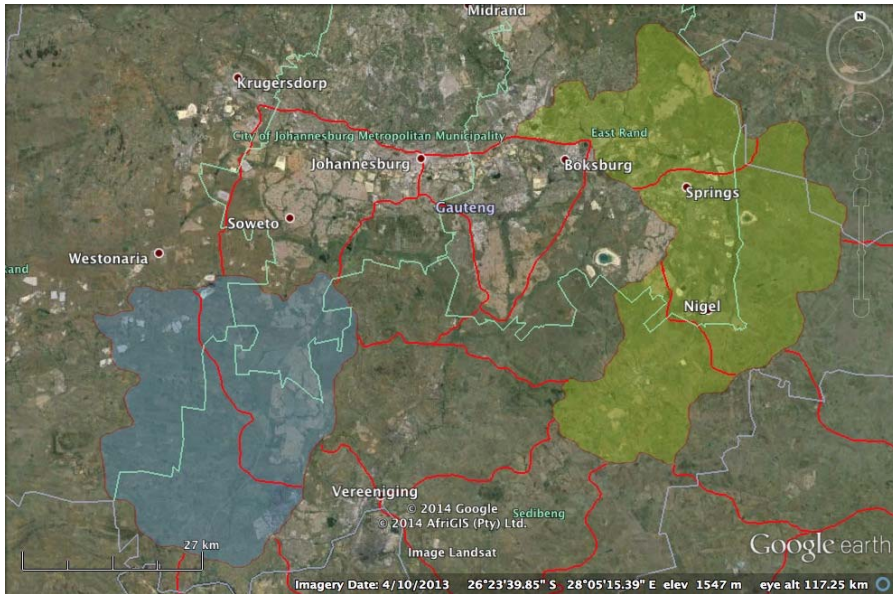 N
Midrand
Krugersdorp
City of Johannesburg Metropolitan Municipality
East Rand
Johannesburg
Boksburg
Springs
Gauteng
Soweto
Westonaria
Rand
Nigel
Vereeniging
© 2014 Google
© 2014 AfriGIS (Pty) Ltd.
Sedibeng
27 km
Image Landsat
Google earth
Imagery Date: 4/10/2013 26°23'39.85" S 28°05'15.39" E elev 1547 m eye alt 117.25 km